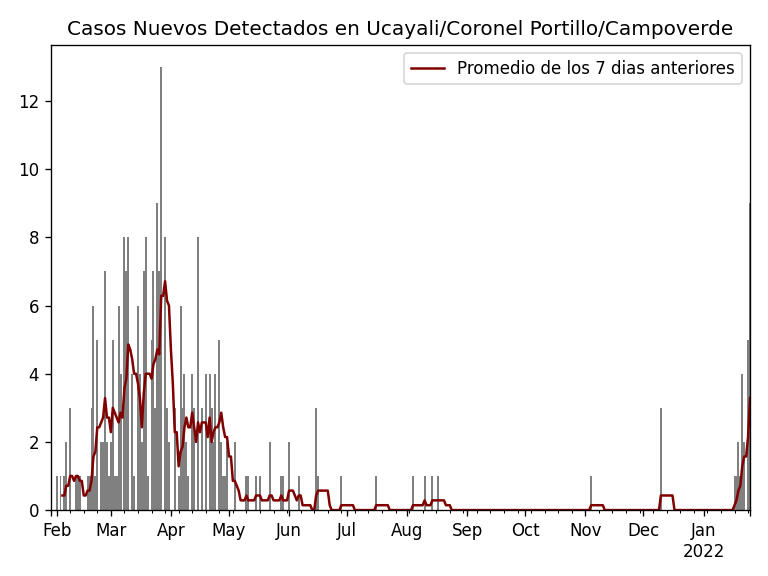 Casos Nuevos Detectados en Ucayali/Coronel Portillo/Campoverde
Promedio de los 7 dias anteriores
12
10
8
6
4
2
0
Feb Mar Apr May Jun Jul Aug Sep Oct Nov Dec Jan
2022